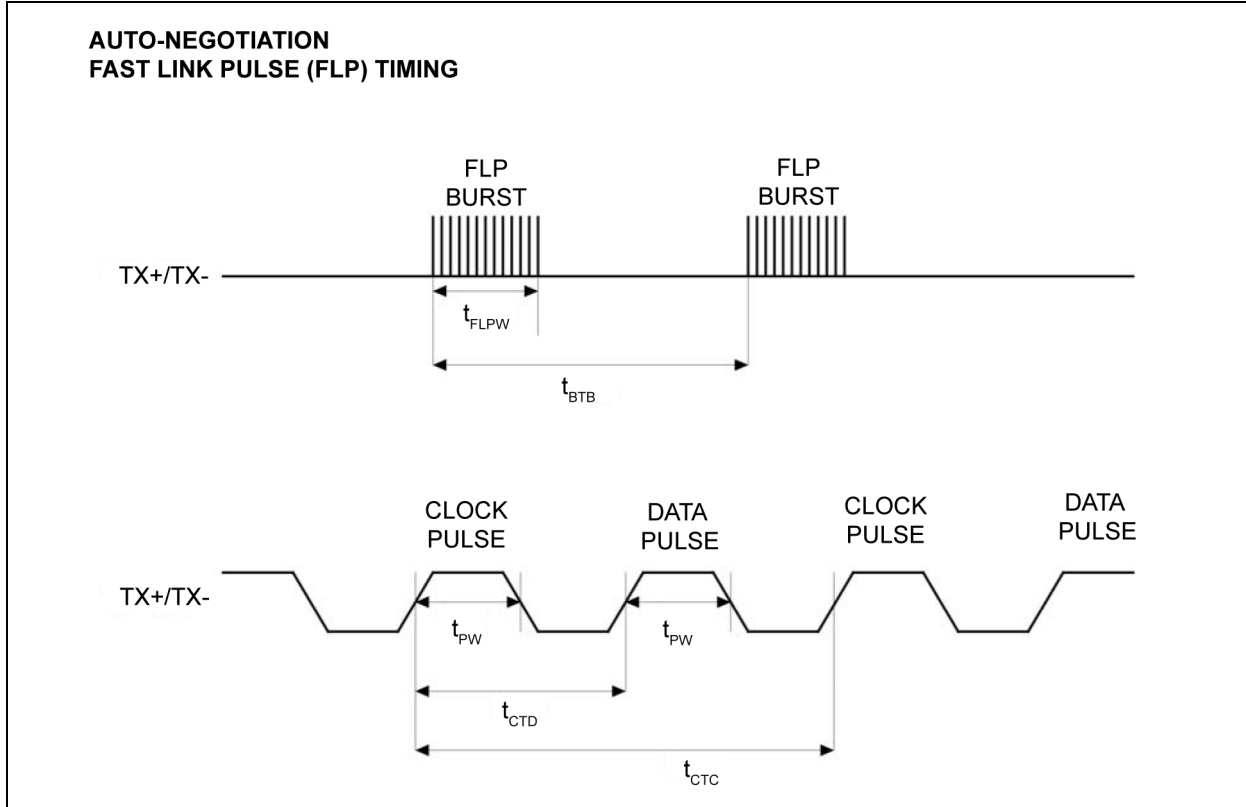 AUTO-NEGOTIATION
FAST LINK PULSE (FLP) TIMING
FLP
BURST
FLP
BURST
TX+/TX-
tFLPW
tBTB
CLOCK
PULSE
DATA
PULSE
CLOCK
PULSE
DATA
PULSE
TX+/TX-
tPW
tPW
tCTD
tCTC